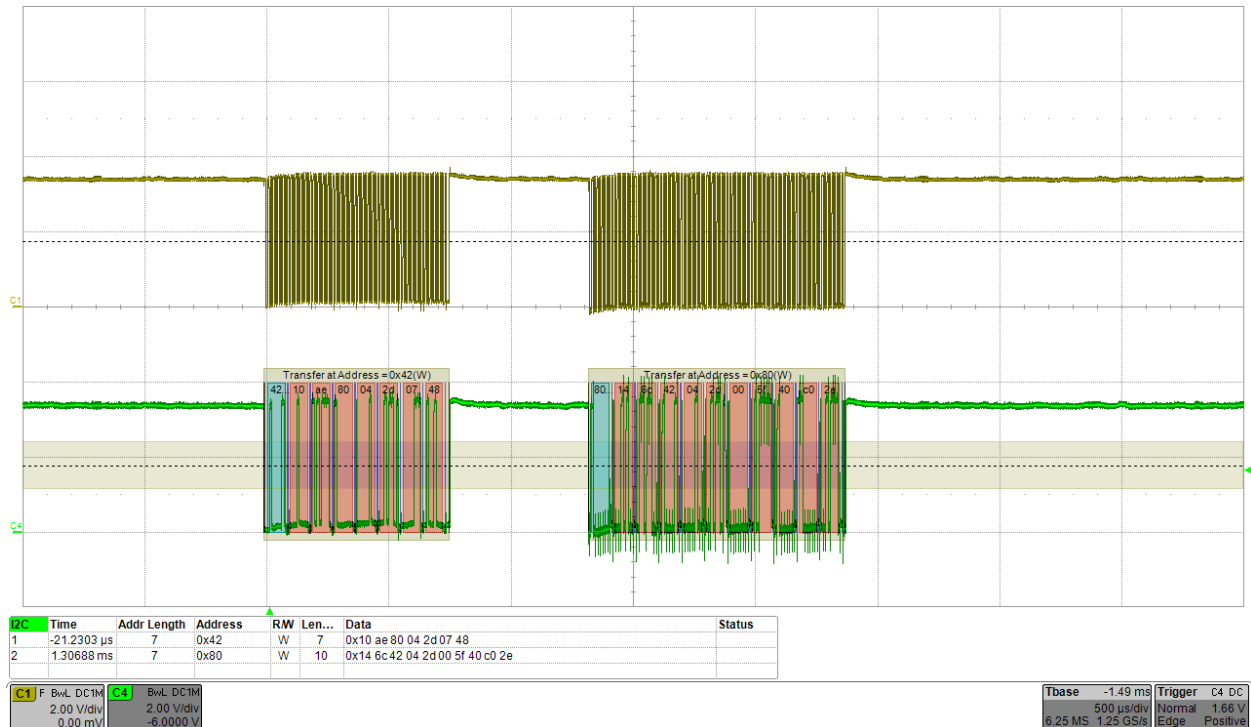 C1
Transfer at Address = 0x42(W) Transfer at Address = 0x80(W)
42 10 ae 80 04 2d 07 48 80 14 6c 42 04 2d 00 5f 40 c0 2e
C4
I2C Time Addr Length Address R/W Len... Data Status
1 -21.2303 µs 7 0x42 W 7 0x10 ae 80 04 2d 07 48
2 1.30688 ms 7 0x80 W 10 0x14 6c 42 04 2d 00 5f 40 c0 2e
C1 F BwL DC1M C4 BwL DC1M Tbase -1.49 ms Trigger C4 DC
2.00 V/div 2.00 V/div 500 µs/div Normal 1.66 V
0.00 mV -6.0000 V 6.25 MS 1.25 GS/s Edge Positive